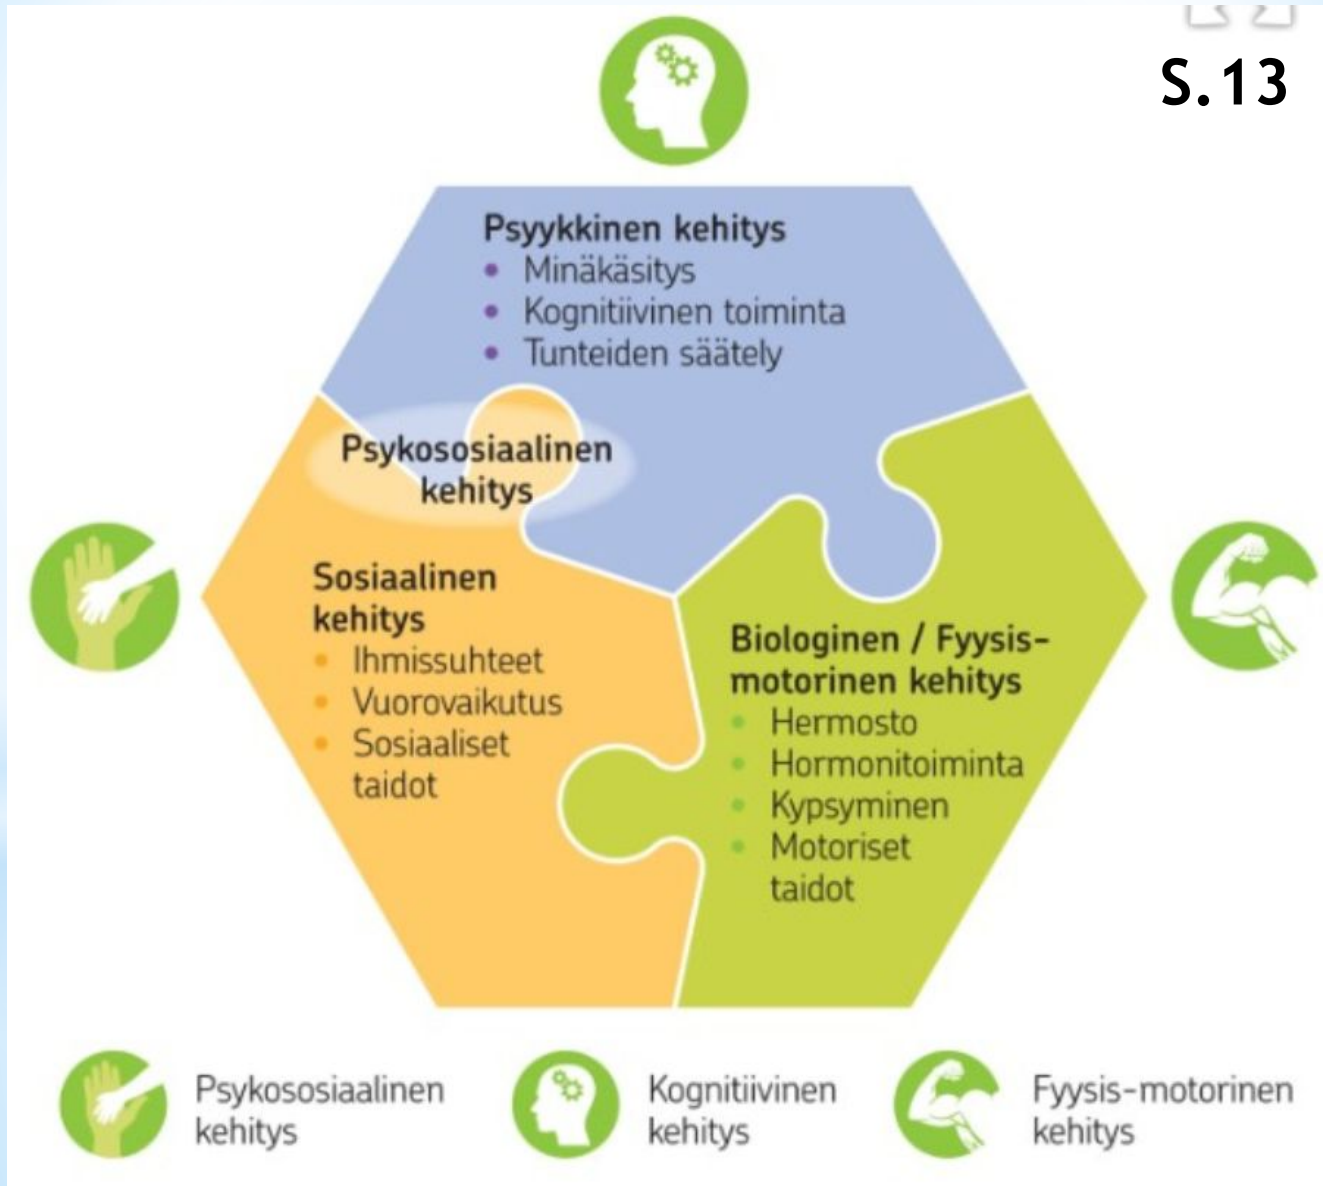 S.13
Psyykkinen kehitys
• Minäkäsitys
• Kognitiivinen toiminta
• Tunteiden säätely
Psykososiaalinen
kehitys
Sosiaalinen
kehitys
• Ihmissuhteet
• Vuorovaikutus
• Sosiaaliset
taidot
Biologinen / Fyysis-
motorinen kehitys
• Hermosto
• Hormonitoiminta
• Kypsyminen
• Motoriset
taidot
Psykososiaalinen
kehitys
Kognitiivinen
kehitys
Fyysis-motorinen
kehitys